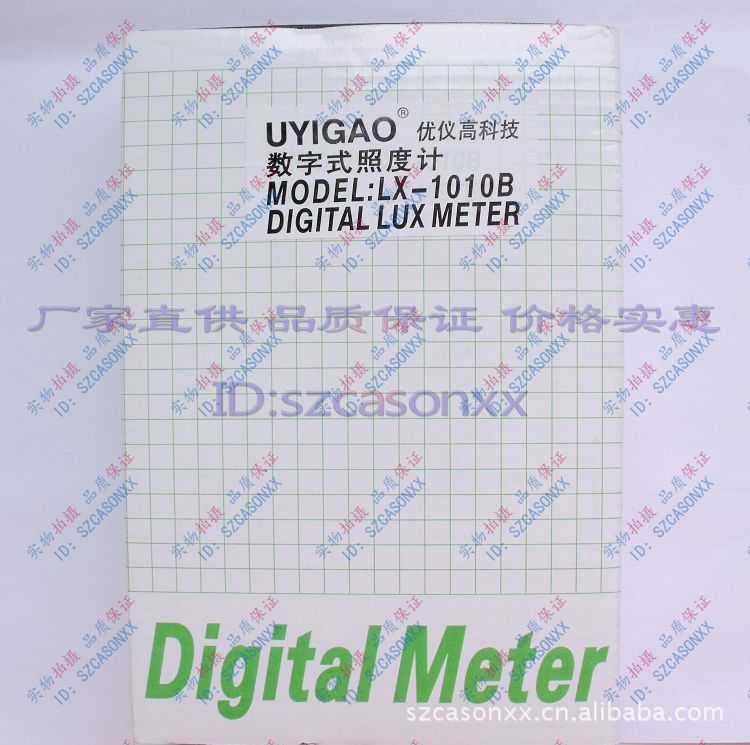 UYIGAO® 优仪高科技
数字式照度计
MODEL:LX-1010B
DIGITAL LUX METER
厂家直供 品质保证 价格实惠
ID:szcasonxx
Digital Meter
szcasonxx.cn.alibaba.com
实物拍摄 品质保证
ID: SZCASONXX